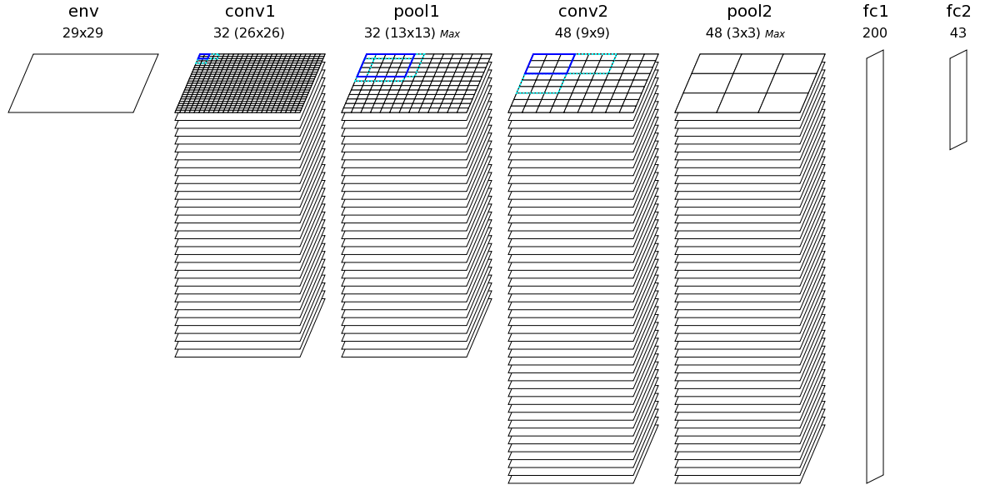 env conv1 pool1 conv2 pool2 fc1 fc2
29x29 32 (26x26) 32 (13x13) Max 48 (9x9) 48 (3x3) Max 200 43